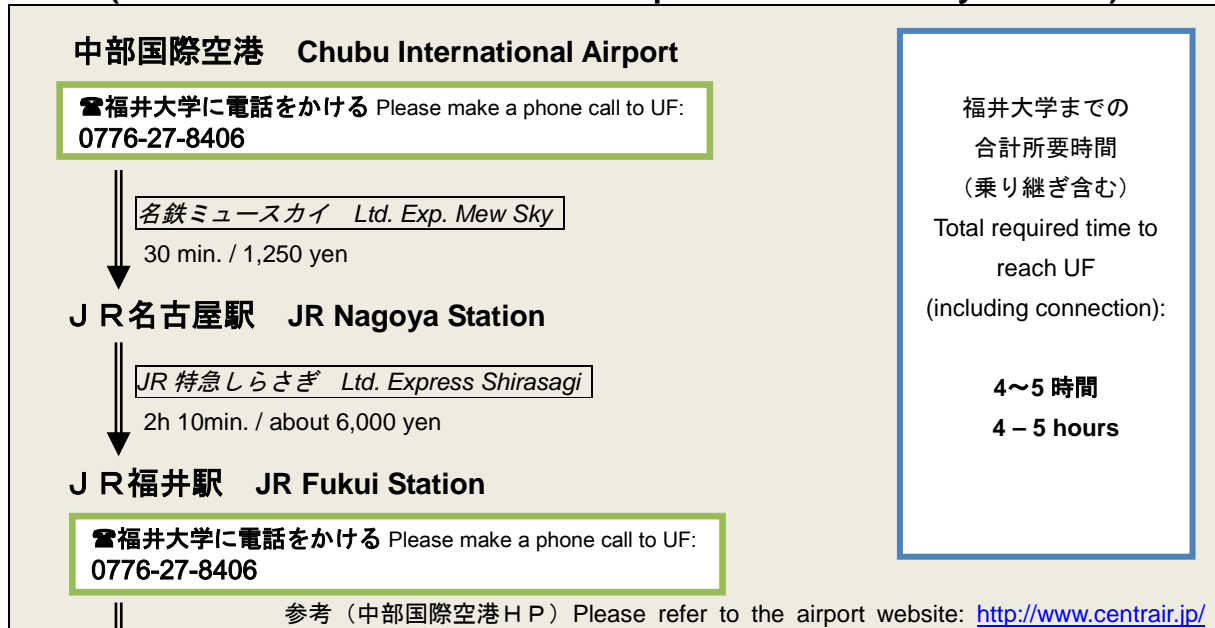 中部国際空港 Chubu International Airport
☎福井大学に電話をかける Please make a phone call to UF:
0776-27-8406
名鉄ミュースカイ Ltd. Exp. Mew Sky
30 min. / 1,250 yen
ＪＲ名古屋駅 JR Nagoya Station
JR 特急しらさぎ Ltd. Express Shirasagi
2h 10min. / about 6,000 yen
ＪＲ福井駅 JR Fukui Station
☎福井大学に電話をかける Please make a phone call to UF:
0776-27-8406
参考（中部国際空港ＨＰ）Please refer to the airport website: http://www.centrair.jp/
福井大学までの
合計所要時間
（乗り継ぎ含む）
Total required time to
reach UF
(including connection):
4～5 時間
4 – 5 hours